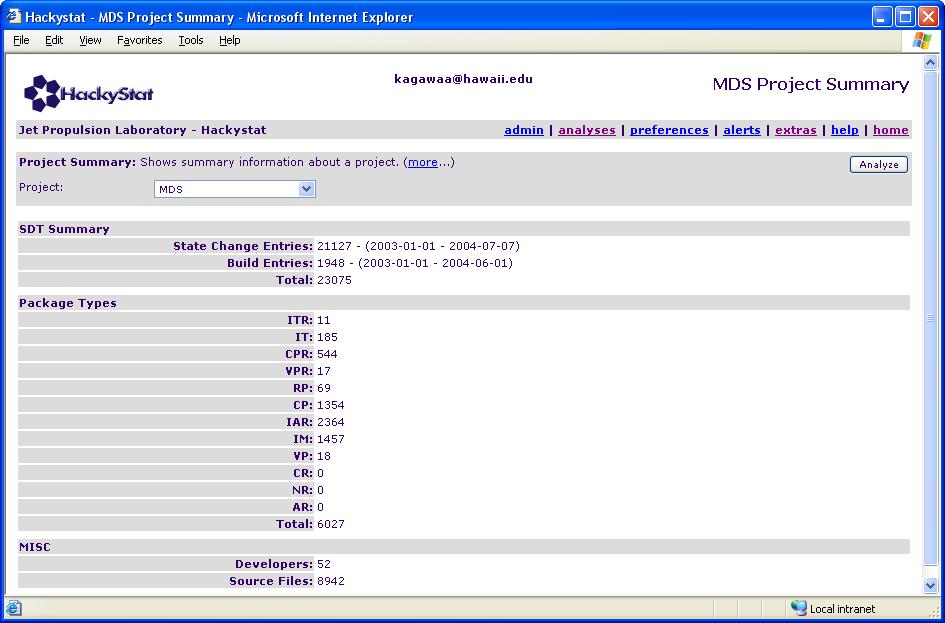 Hackystat - MDS Project Summary - Microsoft Internet Explorer
File Edit View Favorites Tools Help
HackyStat
kagawaa@hawaii.edu
MDS Project Summary
Jet Propulsion Laboratory - Hackystat
admin | analyses | preferences | alerts | extras | help | home
Project Summary: Shows summary information about a project. (more...)
Analyze
Project: MDS
SDT Summary
State Change Entries: 21127 - (2003-01-01 - 2004-07-07)
Build Entries: 1948 - (2003-01-01 - 2004-06-01)
Total: 23075
Package Types
ITR: 11
IT: 185
CPR: 544
VPR: 17
RP: 69
CP: 1354
IAR: 2364
IM: 1457
VP: 18
CR: 0
NR: 0
AR: 0
Total: 6027
MISC
Developers: 52
Source Files: 8942
Local intranet